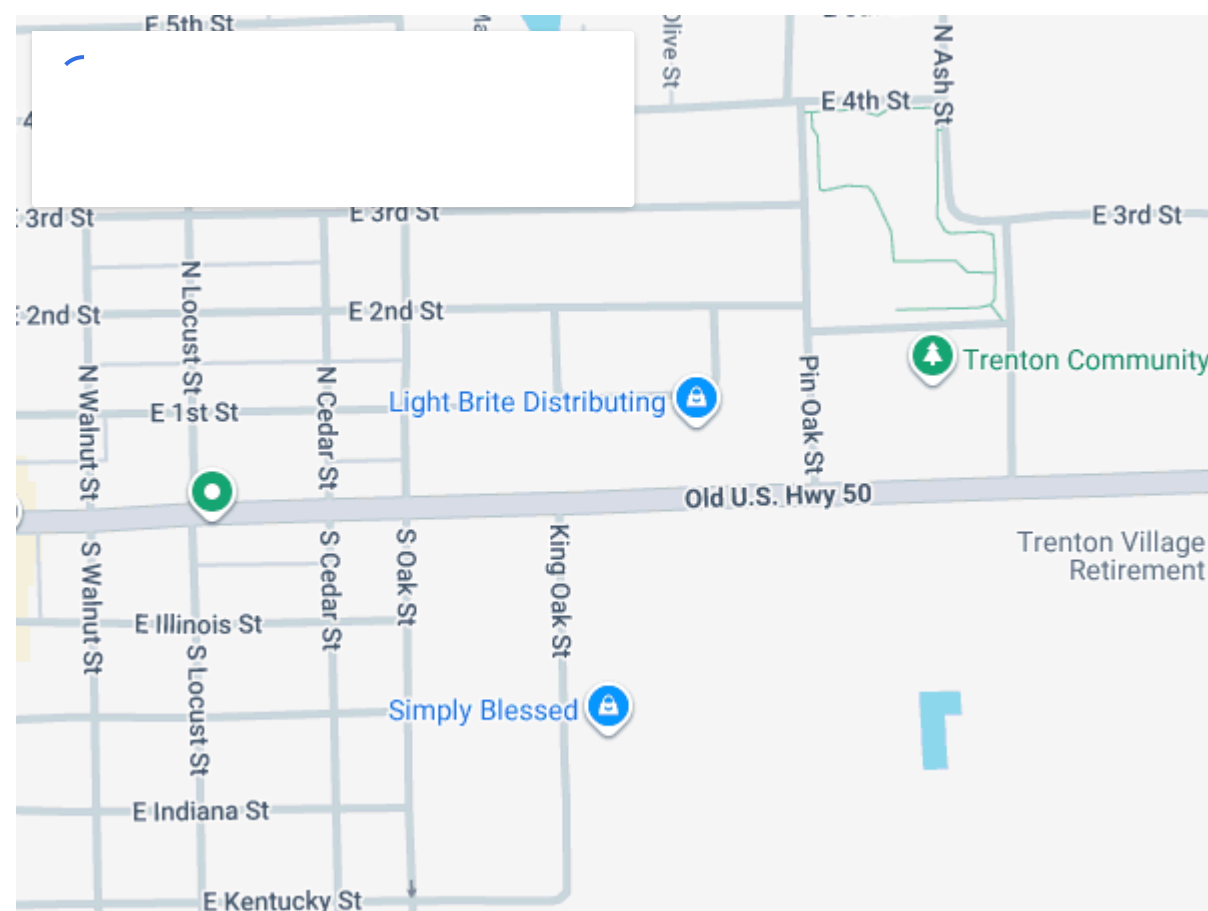 E 5th St
Olive St
N Ash St
E 4th St
E 3rd St
E 3rd St
3rd St
N Locust St
E 2nd St
2nd St
Pin Oak St
Trenton Community
N Walnut St
N Cedar St
Light Brite Distributing
E 1st St
Old U.S. Hwy 50
S Walnut St
S Cedar St
S Oak St
King Oak St
Trenton Village
Retirement
E Illinois St
S Locust St
Simply Blessed
E Indiana St
E Kentucky St